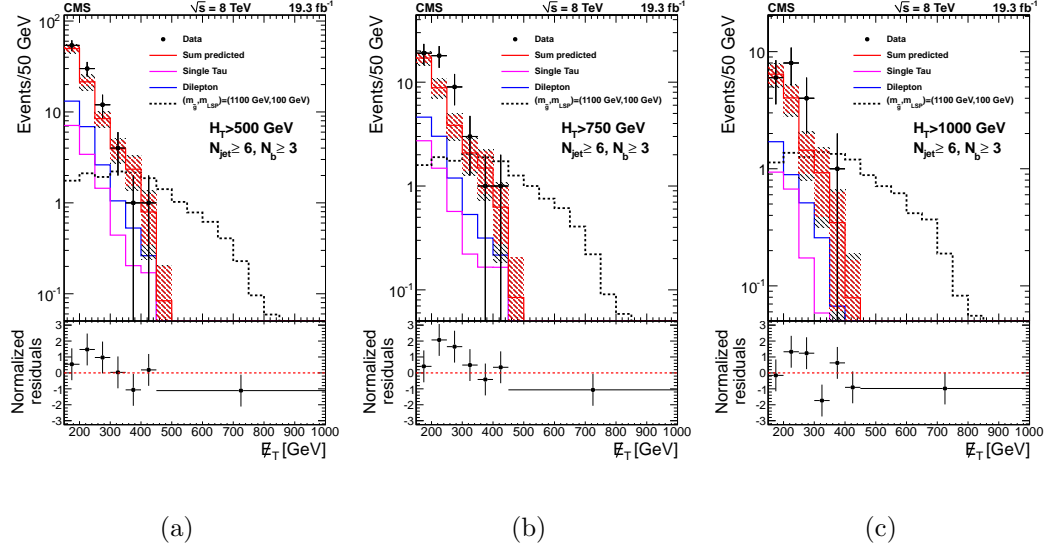 CMS √s = 8 TeV 19.3 fb-1
Events/50 GeV
10²
10
1
10-1
Data
Sum predicted
Single Tau
Dilepton
(m_g̃,m_LSP)=(1100 GeV,100 GeV)
H_T>500 GeV
N_jet≥ 6, N_b≥ 3
Normalized
residuals
3
2
1
0
-1
-2
-3
200 300 400 500 600 700 800 900 1000
E̸_T [GeV]
(a)
CMS √s = 8 TeV 19.3 fb-1
Events/50 GeV
10
1
10-1
Data
Sum predicted
Single Tau
Dilepton
(m_g̃,m_LSP)=(1100 GeV,100 GeV)
H_T>750 GeV
N_jet≥ 6, N_b≥ 3
Normalized
residuals
3
2
1
0
-1
-2
-3
200 300 400 500 600 700 800 900 1000
E̸_T [GeV]
(b)
CMS √s = 8 TeV 19.3 fb-1
Events/50 GeV
10
1
10-1
Data
Sum predicted
Single Tau
Dilepton
(m_g̃,m_LSP)=(1100 GeV,100 GeV)
H_T>1000 GeV
N_jet≥ 6, N_b≥ 3
Normalized
residuals
3
2
1
0
-1
-2
-3
200 300 400 500 600 700 800 900 1000
E̸_T [GeV]
(c)